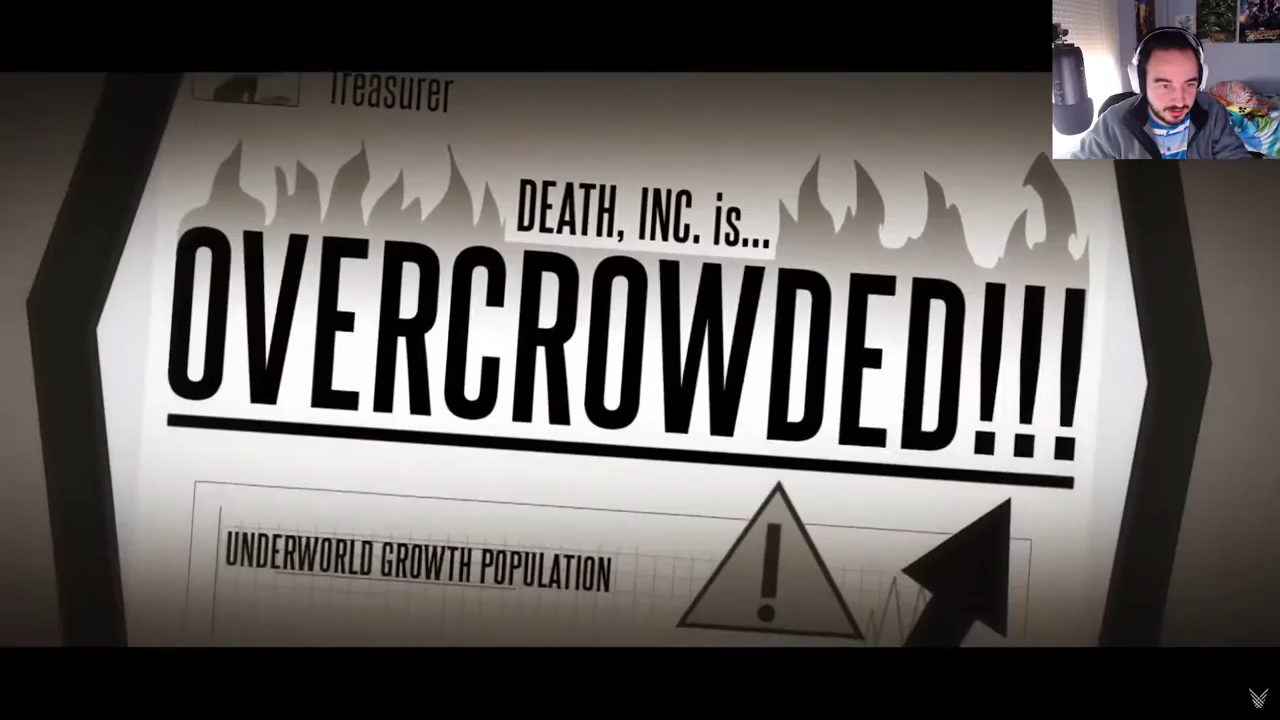 Treasurer
DEATH, INC. is...
OVERCROWDED!!!
UNDERWORLD GROWTH POPULATION
!